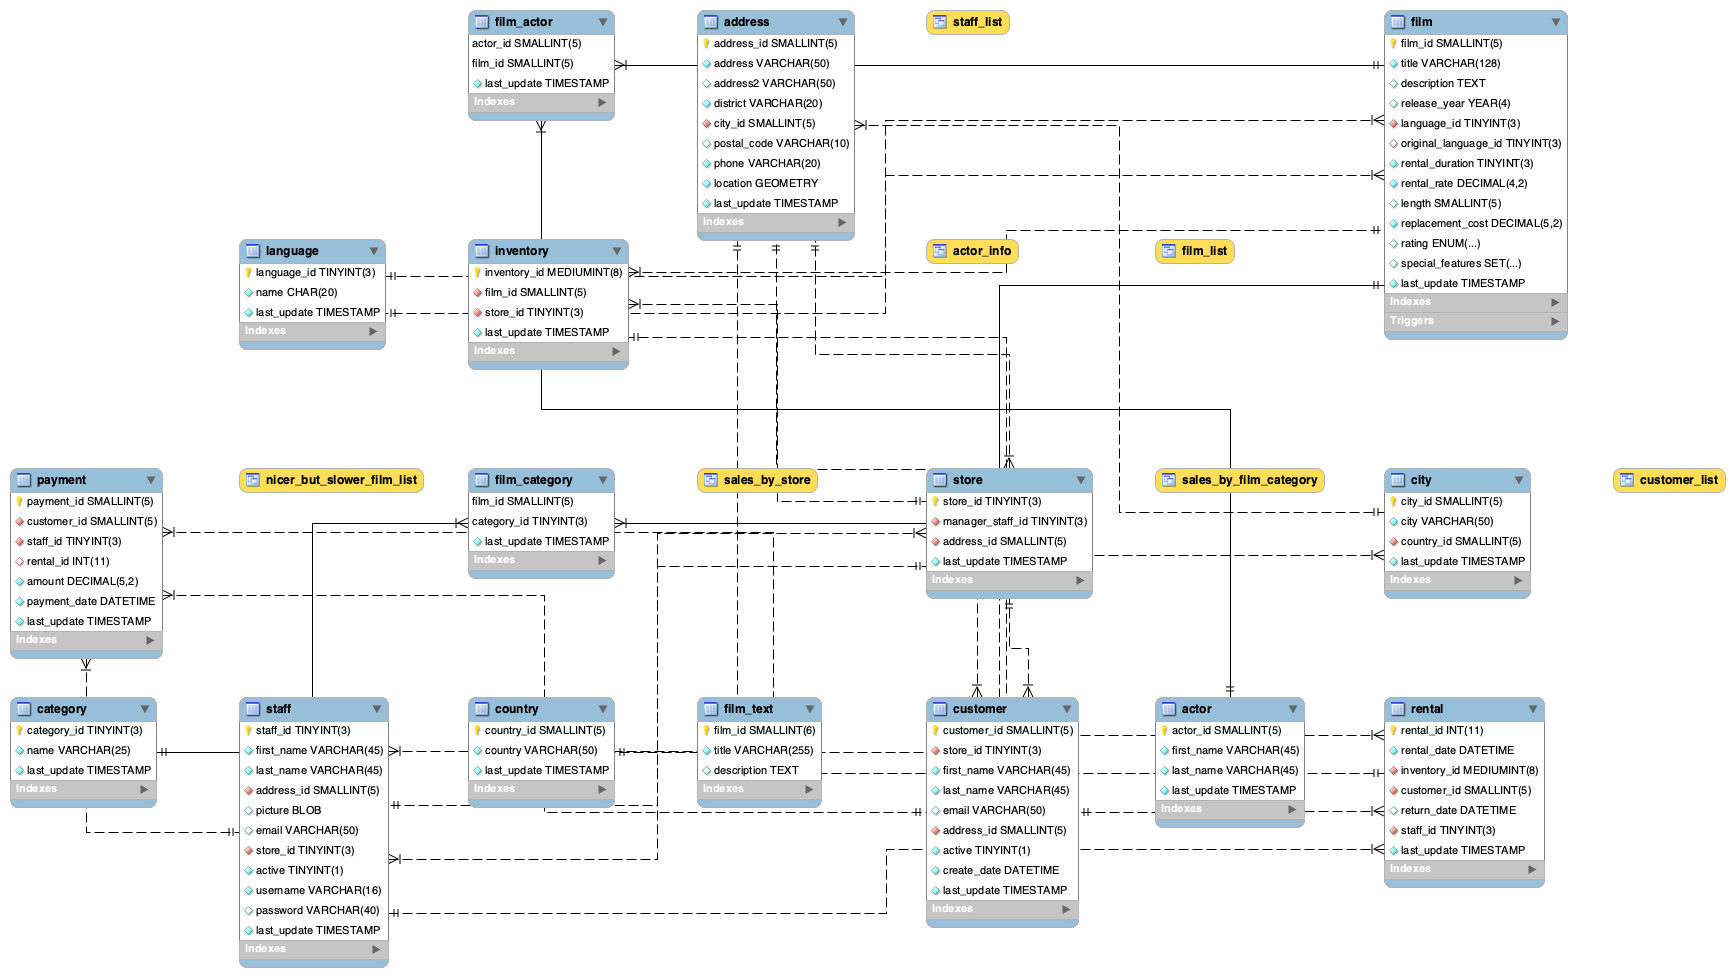 film_actor
actor_id SMALLINT(5)
film_id SMALLINT(5)
last_update TIMESTAMP
Indexes
address
address_id SMALLINT(5)
address VARCHAR(50)
address2 VARCHAR(50)
district VARCHAR(20)
city_id SMALLINT(5)
postal_code VARCHAR(10)
phone VARCHAR(20)
location GEOMETRY
last_update TIMESTAMP
Indexes
staff_list
film
film_id SMALLINT(5)
title VARCHAR(128)
description TEXT
release_year YEAR(4)
language_id TINYINT(3)
original_language_id TINYINT(3)
rental_duration TINYINT(3)
rental_rate DECIMAL(4,2)
length SMALLINT(5)
replacement_cost DECIMAL(5,2)
rating ENUM(...)
special_features SET(...)
last_update TIMESTAMP
Indexes
Triggers
language
language_id TINYINT(3)
name CHAR(20)
last_update TIMESTAMP
Indexes
inventory
inventory_id MEDIUMINT(8)
film_id SMALLINT(5)
store_id TINYINT(3)
last_update TIMESTAMP
Indexes
actor_info
film_list
payment
payment_id SMALLINT(5)
customer_id SMALLINT(5)
staff_id TINYINT(3)
rental_id INT(11)
amount DECIMAL(5,2)
payment_date DATETIME
last_update TIMESTAMP
Indexes
nicer_but_slower_film_list
film_category
film_id SMALLINT(5)
category_id TINYINT(3)
last_update TIMESTAMP
Indexes
sales_by_store
store
store_id TINYINT(3)
manager_staff_id TINYINT(3)
address_id SMALLINT(5)
last_update TIMESTAMP
Indexes
sales_by_film_category
city
city_id SMALLINT(5)
city VARCHAR(50)
country_id SMALLINT(5)
last_update TIMESTAMP
Indexes
customer_list
category
category_id TINYINT(3)
name VARCHAR(25)
last_update TIMESTAMP
Indexes
staff
staff_id TINYINT(3)
first_name VARCHAR(45)
last_name VARCHAR(45)
address_id SMALLINT(5)
picture BLOB
email VARCHAR(50)
store_id TINYINT(3)
active TINYINT(1)
username VARCHAR(16)
password VARCHAR(40)
last_update TIMESTAMP
Indexes
country
country_id SMALLINT(5)
country VARCHAR(50)
last_update TIMESTAMP
Indexes
film_text
film_id SMALLINT(6)
title VARCHAR(255)
description TEXT
Indexes
customer
customer_id SMALLINT(5)
store_id TINYINT(3)
first_name VARCHAR(45)
last_name VARCHAR(45)
email VARCHAR(50)
address_id SMALLINT(5)
active TINYINT(1)
create_date DATETIME
last_update TIMESTAMP
Indexes
actor
actor_id SMALLINT(5)
first_name VARCHAR(45)
last_name VARCHAR(45)
last_update TIMESTAMP
Indexes
rental
rental_id INT(11)
rental_date DATETIME
inventory_id MEDIUMINT(8)
customer_id SMALLINT(5)
return_date DATETIME
staff_id TINYINT(3)
last_update TIMESTAMP
Indexes